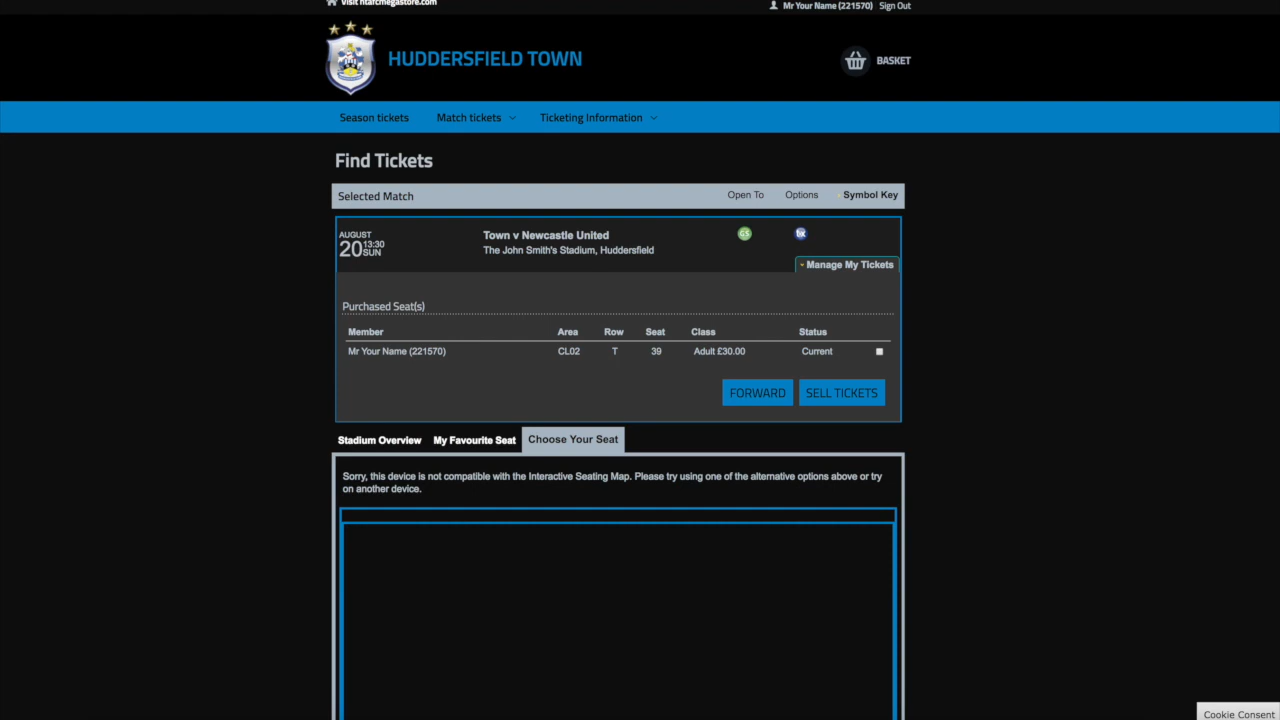 Visit htafcmegastore.com
Mr Your Name (221570) Sign Out
HUDDERSFIELD TOWN
BASKET
Season tickets Match tickets Ticketing Information
Find Tickets
Selected Match Open To Options Symbol Key
AUGUST
20 13:30 SUN
Town v Newcastle United
The John Smith's Stadium, Huddersfield
GS
Manage My Tickets
Purchased Seat(s)
Member Area Row Seat Class Status
Mr Your Name (221570) CL02 T 39 Adult £30.00 Current
FORWARD SELL TICKETS
Stadium Overview My Favourite Seat Choose Your Seat
Sorry, this device is not compatible with the Interactive Seating Map. Please try using one of the alternative options above or try
on another device.
Cookie Consent